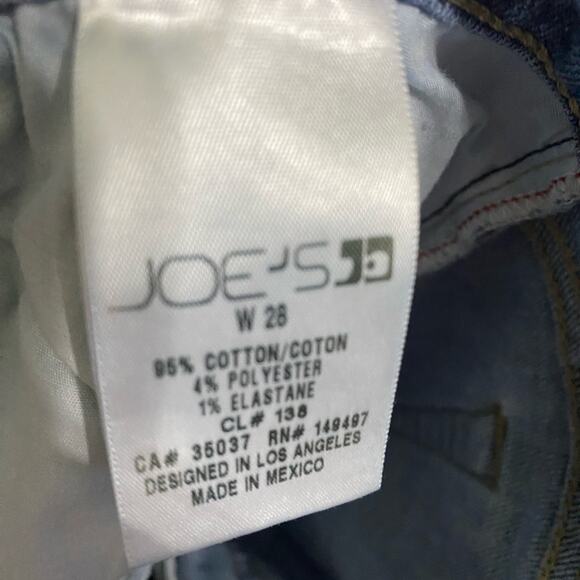 JOE'S
W 28
95% COTTON/COTON
4% POLYESTER
1% ELASTANE
CL# 138
CA# 35037 RN# 149497
DESIGNED IN LOS ANGELES
MADE IN MEXICO